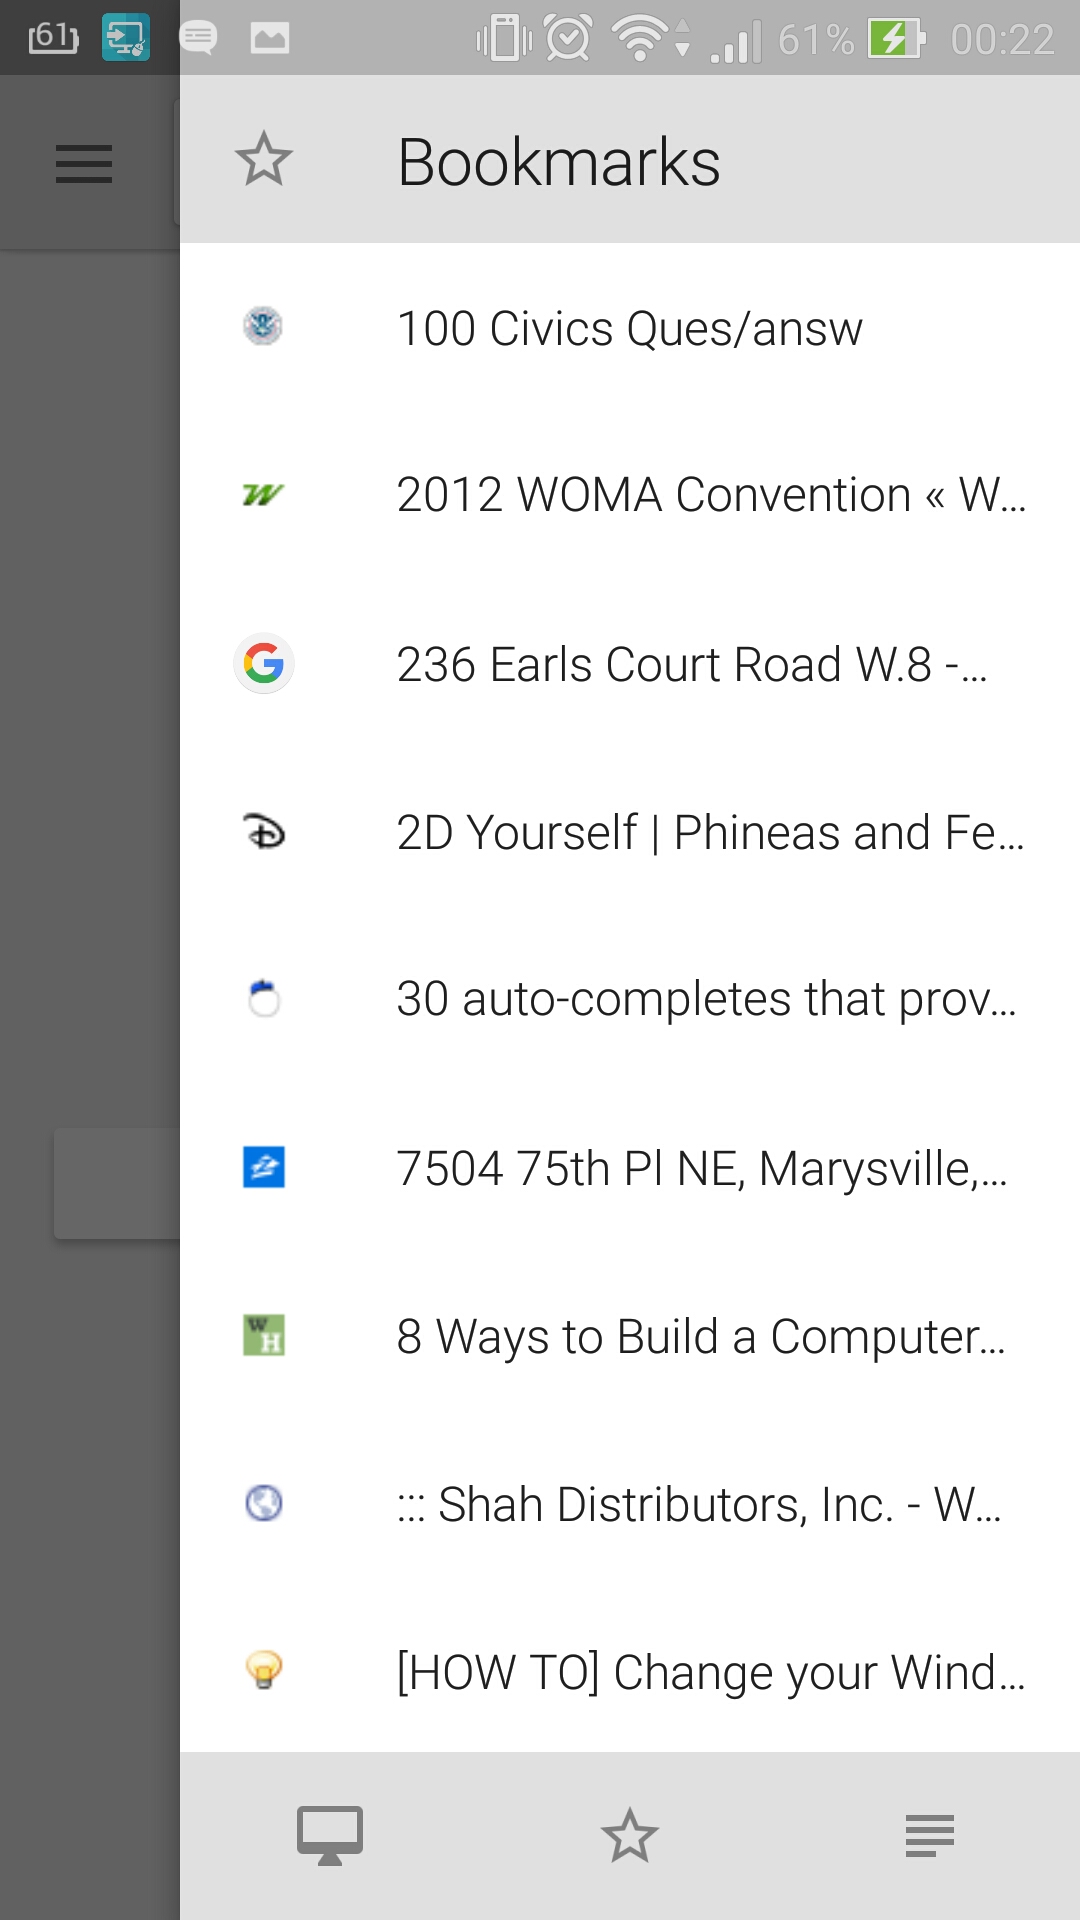 61 61% 00:22
Bookmarks
100 Civics Ques/answ
2012 WOMA Convention « W...
236 Earls Court Road W.8 -...
2D Yourself | Phineas and Fe...
30 auto-completes that prov...
7504 75th Pl NE, Marysville,...
8 Ways to Build a Computer...
::: Shah Distributors, Inc. - W...
[HOW TO] Change your Wind...